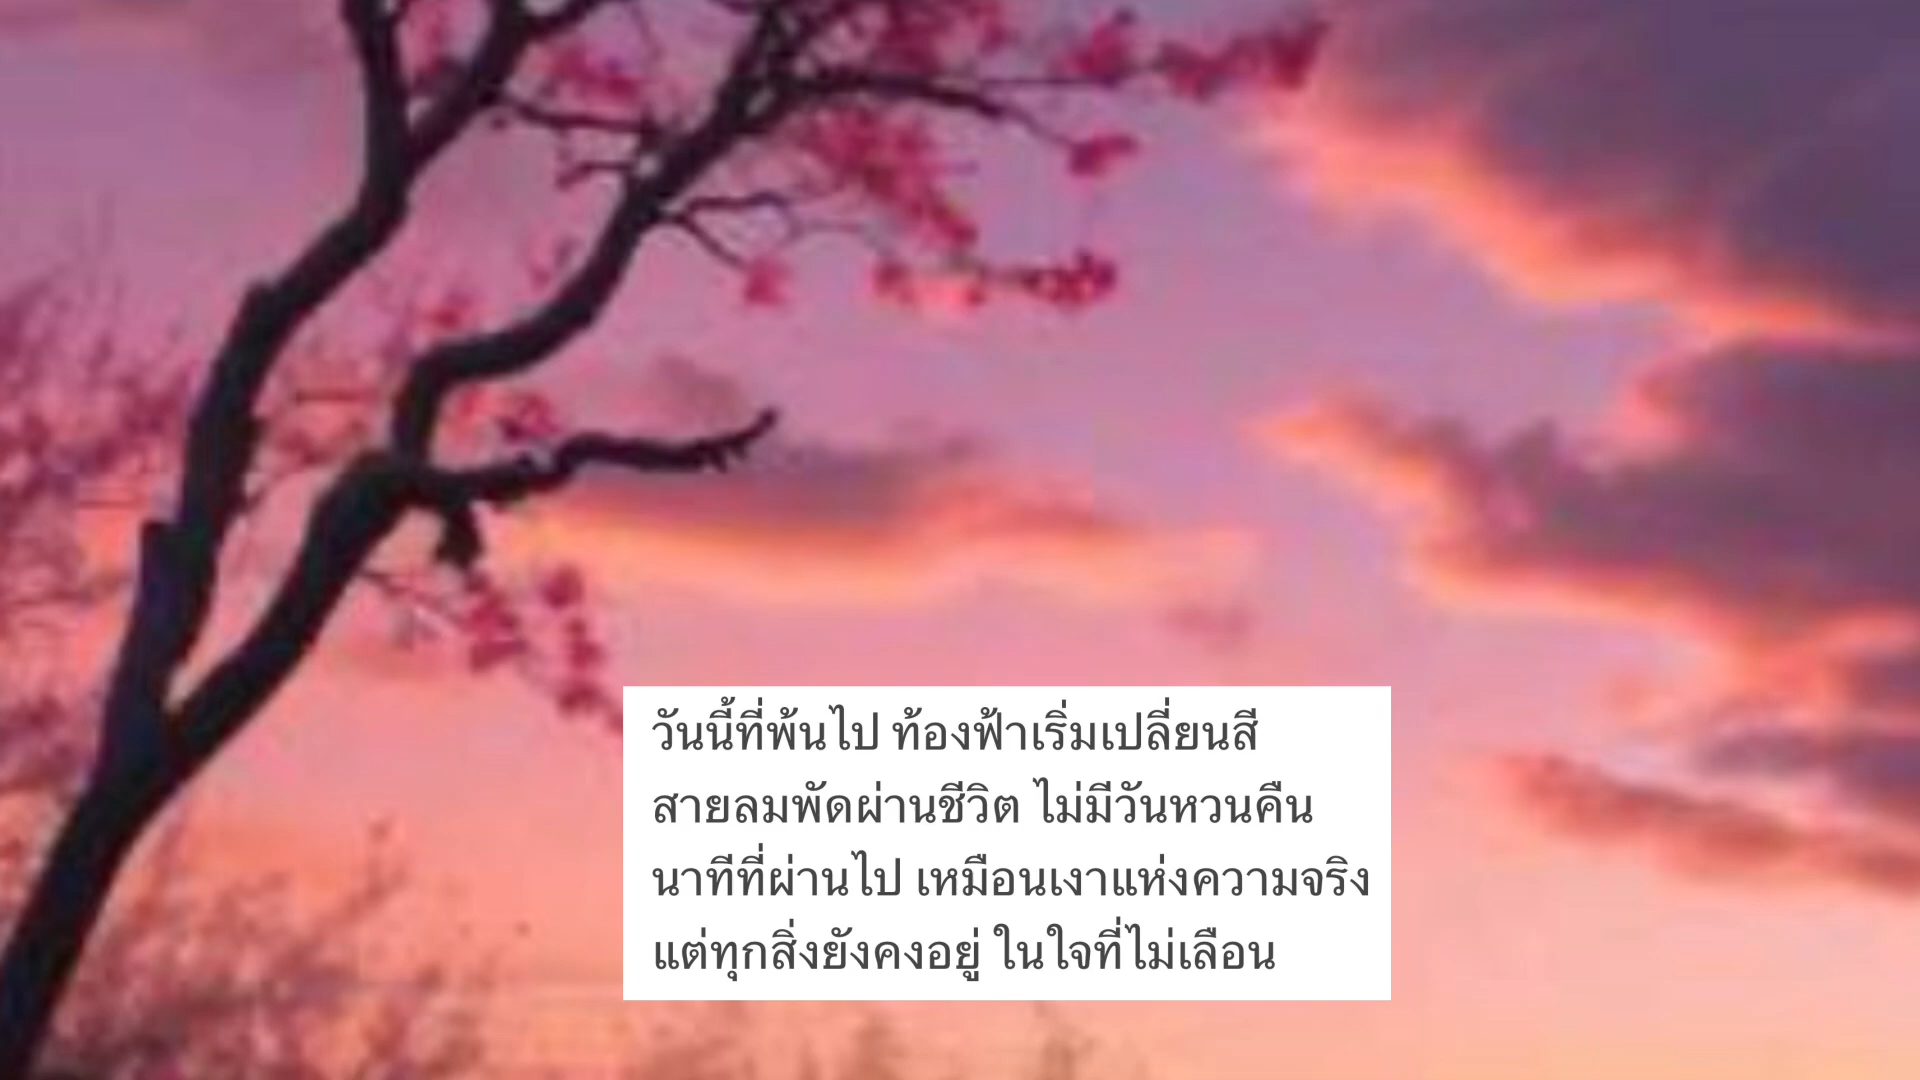 วันนี้ที่พ้นไป ท้องฟ้าเริ่มเปลี่ยนสี
สายลมพัดผ่านชีวิต ไม่มีวันหวนคืน
นาทีที่ผ่านไป เหมือนเงาแห่งความจริง
แต่ทุกสิ่งยังคงอยู่ ในใจที่ไม่เลือน